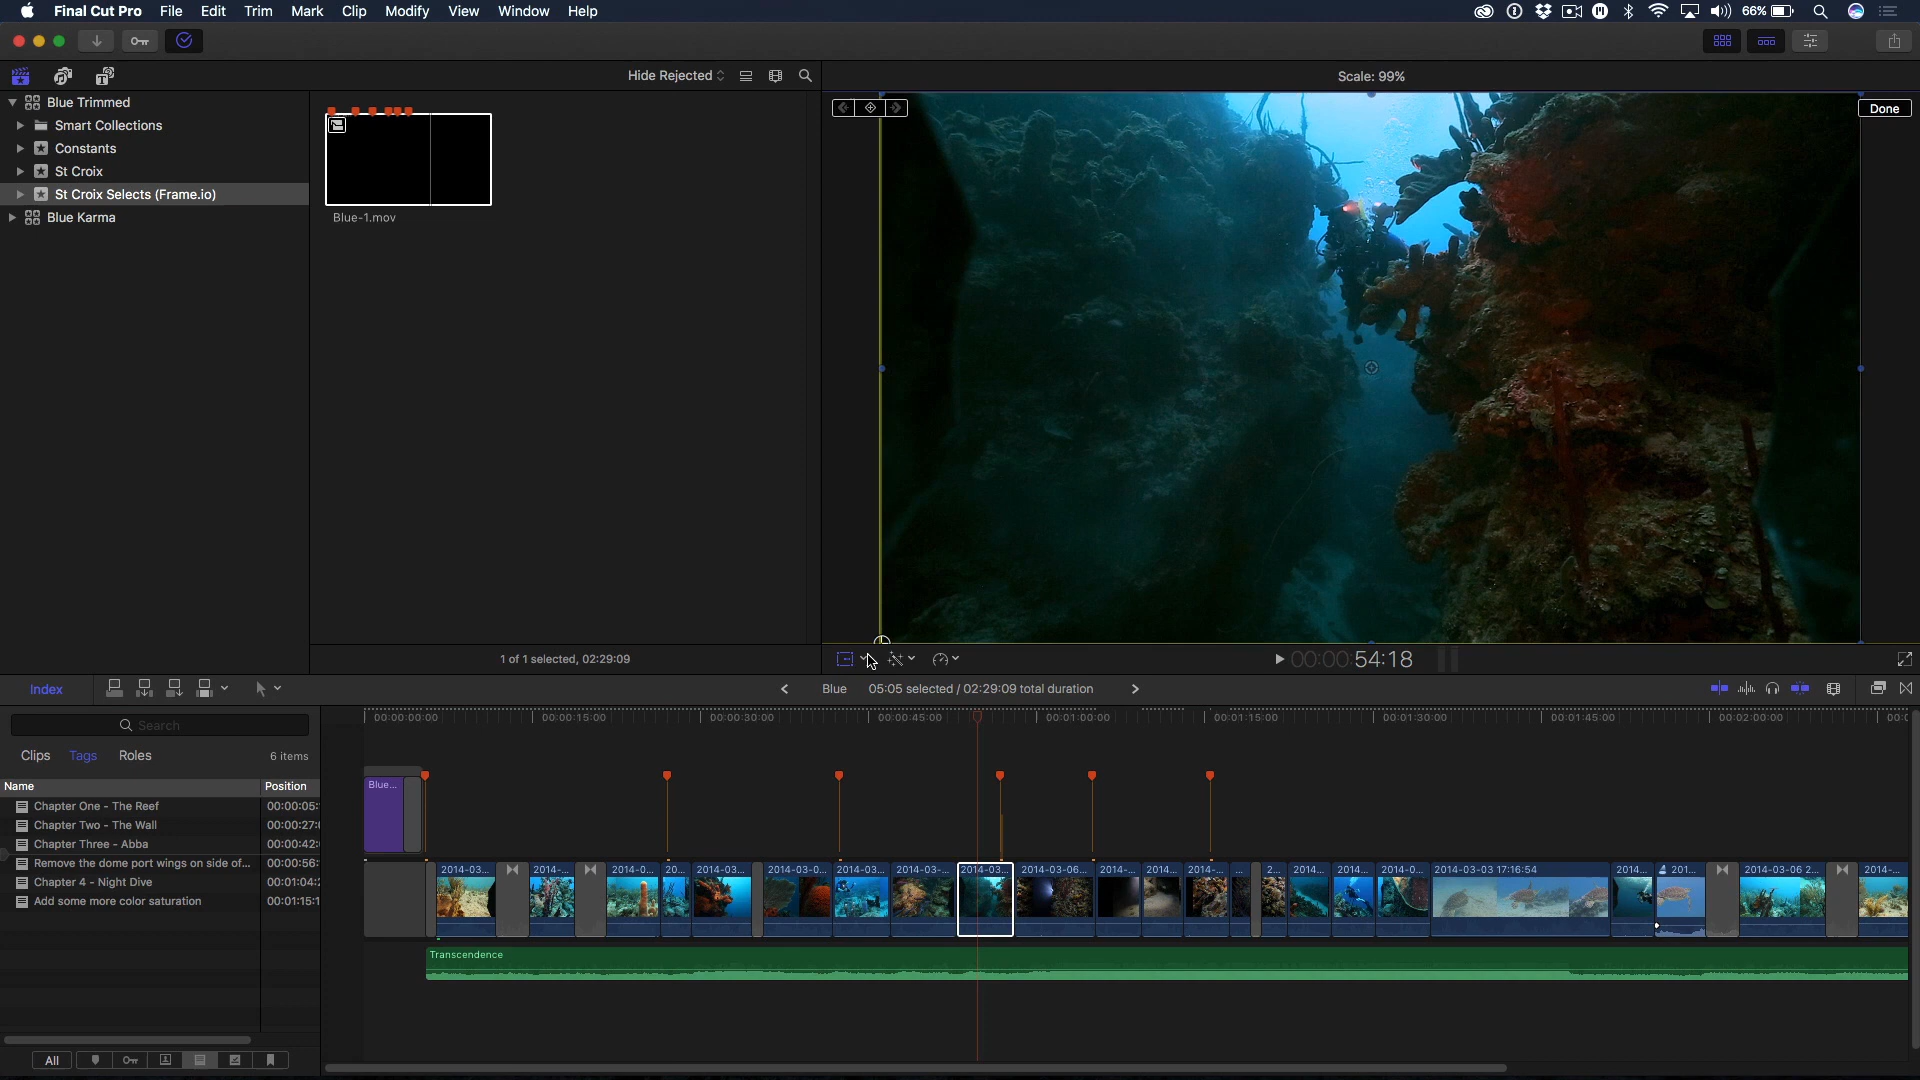 Final Cut Pro File Edit Trim Mark Clip Modify View Window Help 66%
Hide Rejected
Scale: 99%
Blue Trimmed
Smart Collections
Constants
St Croix
St Croix Selects (Frame.io)
Blue Karma
Blue-1.mov
Done
1 of 1 selected, 02:29:09
00:00:54:18
Index
Blue 05:05 selected / 02:29:09 total duration
Search
Clips Tags Roles 6 items
Name Position
Chapter One - The Reef 00:00:05:
Chapter Two - The Wall 00:00:27:
Chapter Three - Abba 00:00:42:
Remove the dome port wings on side of... 00:00:56:
Chapter 4 - Night Dive 00:01:04:
Add some more color saturation 00:01:15:1
All
00:00:00:00 00:00:15:00 00:00:30:00 00:00:45:00 00:01:00:00 00:01:15:00 00:01:30:00 00:01:45:00 00:02:00:00
Blue...
2014-03... 2014-... 2014-0... 20... 2014-03... 2014-03-0... 2014-03... 2014-03-... 2014-03... 2014-03-06... 2014-... 2014... 2014-... ... 2... 2014... 2014... 2014-0... 2014-03-03 17:16:54 2014... 201... 2014-03-06 2... 2014-...
Transcendence